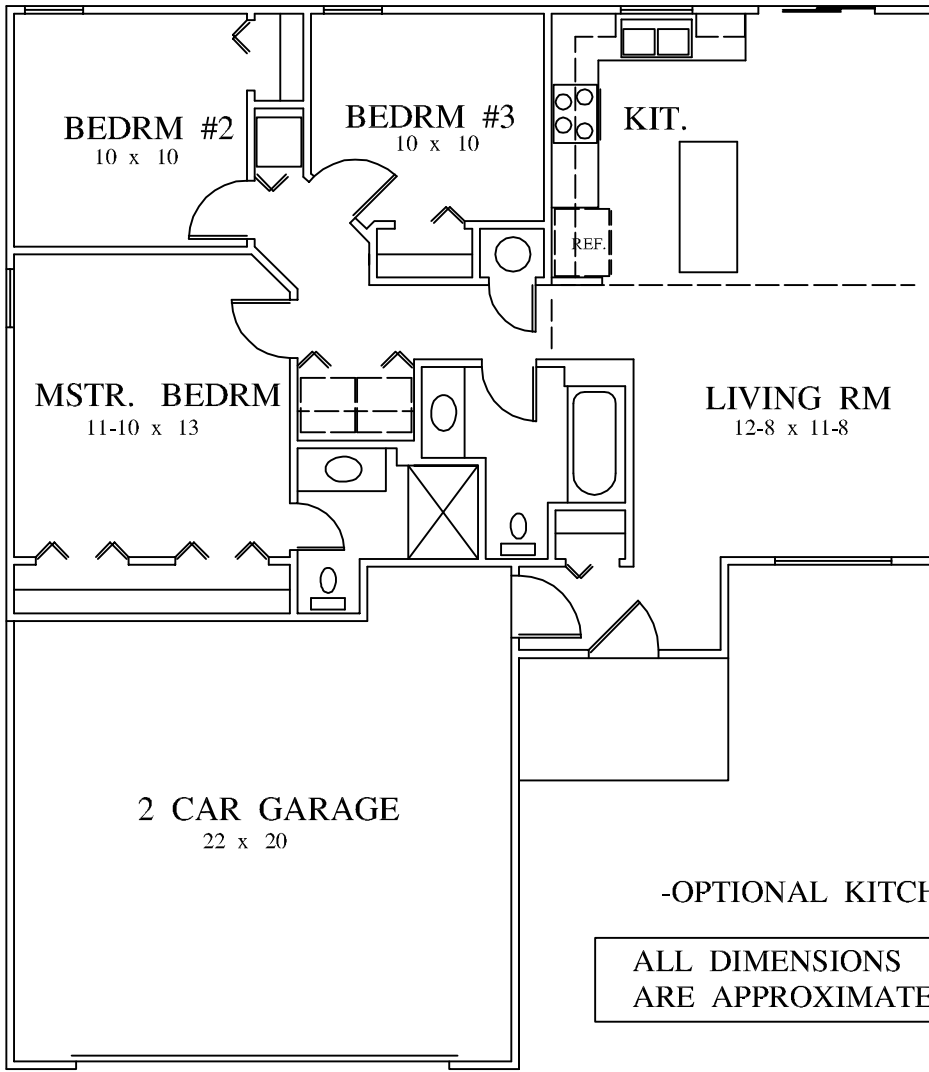 BEDRM #2
10 x 10
BEDRM #3
10 x 10
KIT.
REF.
MSTR. BEDRM
11-10 x 13
LIVING RM
12-8 x 11-8
2 CAR GARAGE
22 x 20
-OPTIONAL KITCH
ALL DIMENSIONS
ARE APPROXIMATE